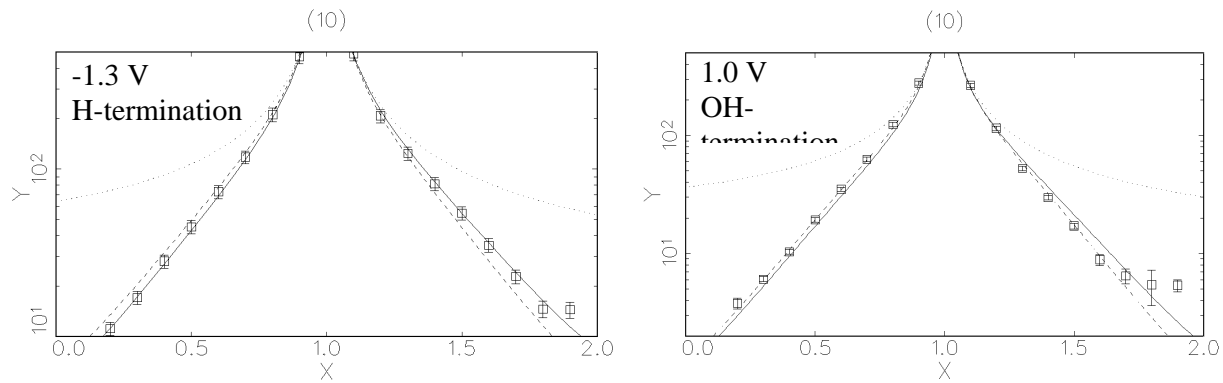 (10)
-1.3 V
H-termination
Y
10²
10¹
0.0 0.5 1.0 1.5 2.0
X
(10)
1.0 V
OH-
termination
Y
10²
10¹
0.0 0.5 1.0 1.5 2.0
X